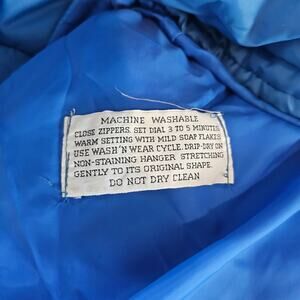 MACHINE WASHABLE
CLOSE ZIPPERS. SET DIAL 3 TO 5 MINUTES
WARM SETTING WITH MILD SOAP FLAKES
USE WASH'N WEAR CYCLE. DRIP-DRY ON
NON-STAINING HANGER STRETCHING
GENTLY TO ITS ORIGINAL SHAPE.
DO NOT DRY CLEAN